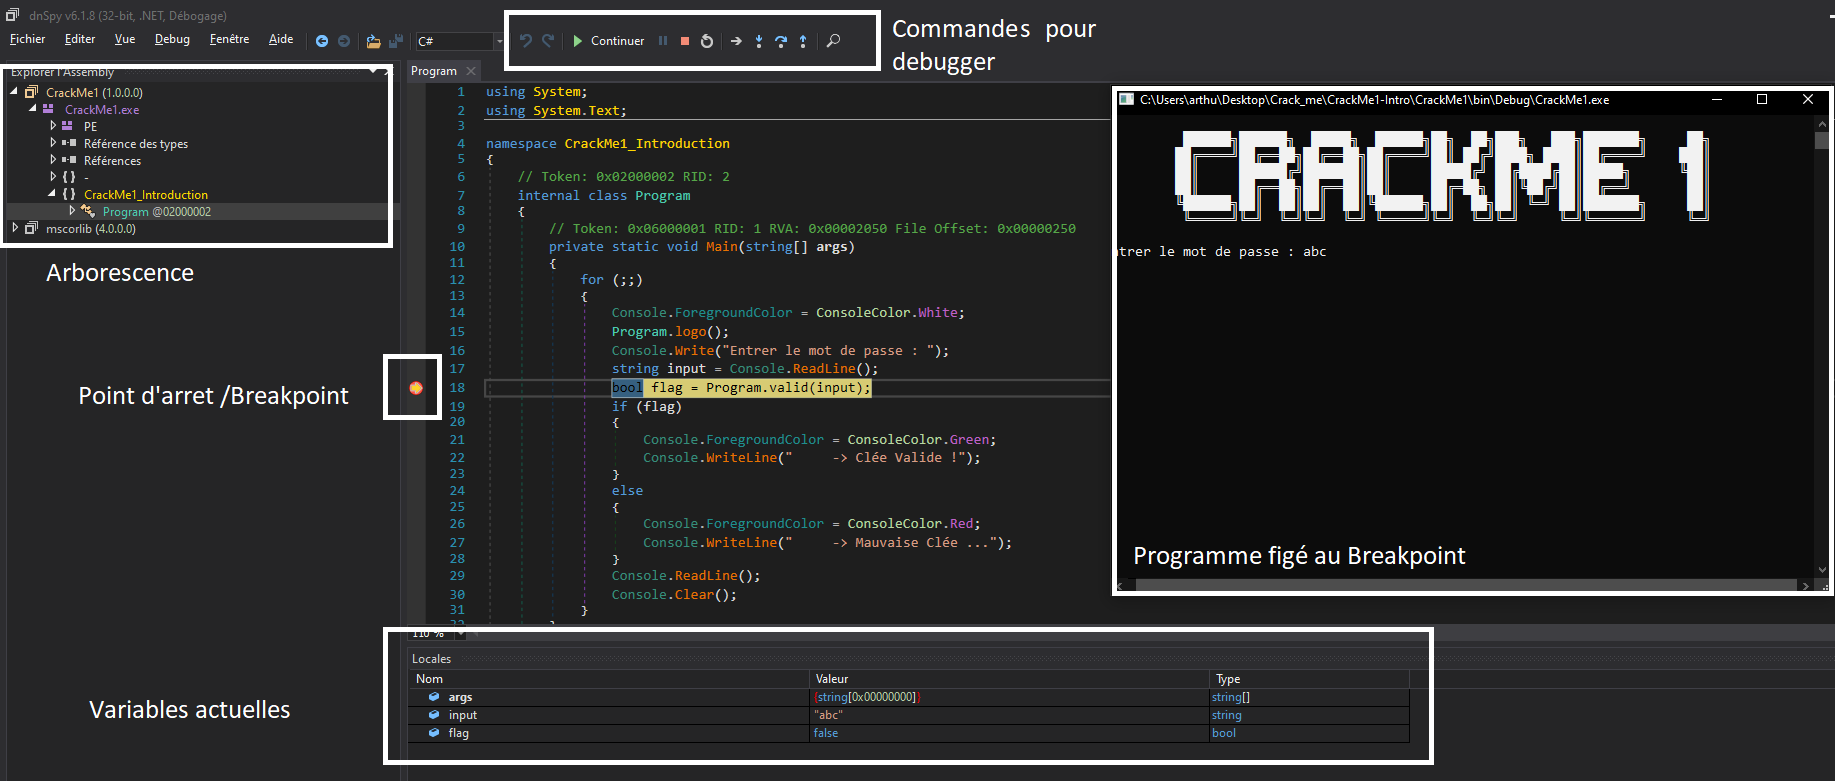 dnSpy v6.1.8 (32-bit, .NET, Débogage)
Fichier Editer Vue Debug Fenêtre Aide C# Continuer
Commandes pour
debugger
Explorer l'Assembly
CrackMe1 (1.0.0.0)
CrackMe1.exe
PE
Référence des types
Références
{ } -
{ } CrackMe1_Introduction
Program @02000002
mscorlib (4.0.0.0)
Arborescence
Point d'arret /Breakpoint
Variables actuelles
Program
1 using System;
2 using System.Text;
3
4 namespace CrackMe1_Introduction
5 {
6 // Token: 0x02000002 RID: 2
7 internal class Program
8 {
9 // Token: 0x06000001 RID: 1 RVA: 0x00002050 File Offset: 0x00000250
10 private static void Main(string[] args)
11 {
12 for (;;)
13 {
14 Console.ForegroundColor = ConsoleColor.White;
15 Program.logo();
16 Console.Write("Entrer le mot de passe : ");
17 string input = Console.ReadLine();
18 bool flag = Program.valid(input);
19 if (flag)
20 {
21 Console.ForegroundColor = ConsoleColor.Green;
22 Console.WriteLine("     -> Clée Valide !");
23 }
24 else
25 {
26 Console.ForegroundColor = ConsoleColor.Red;
27 Console.WriteLine("     -> Mauvaise Clée ...");
28 }
29 Console.ReadLine();
30 Console.Clear();
31 }
32 }
110 %
C:\Users\arthu\Desktop\Crack_me\CrackMe1-Intro\CrackMe1\bin\Debug\CrackMe1.exe
CRACKME 1
ntrer le mot de passe : abc
Programme figé au Breakpoint
Locales
Nom Valeur Type
args {string[0x00000000]} string[]
input "abc" string
flag false bool